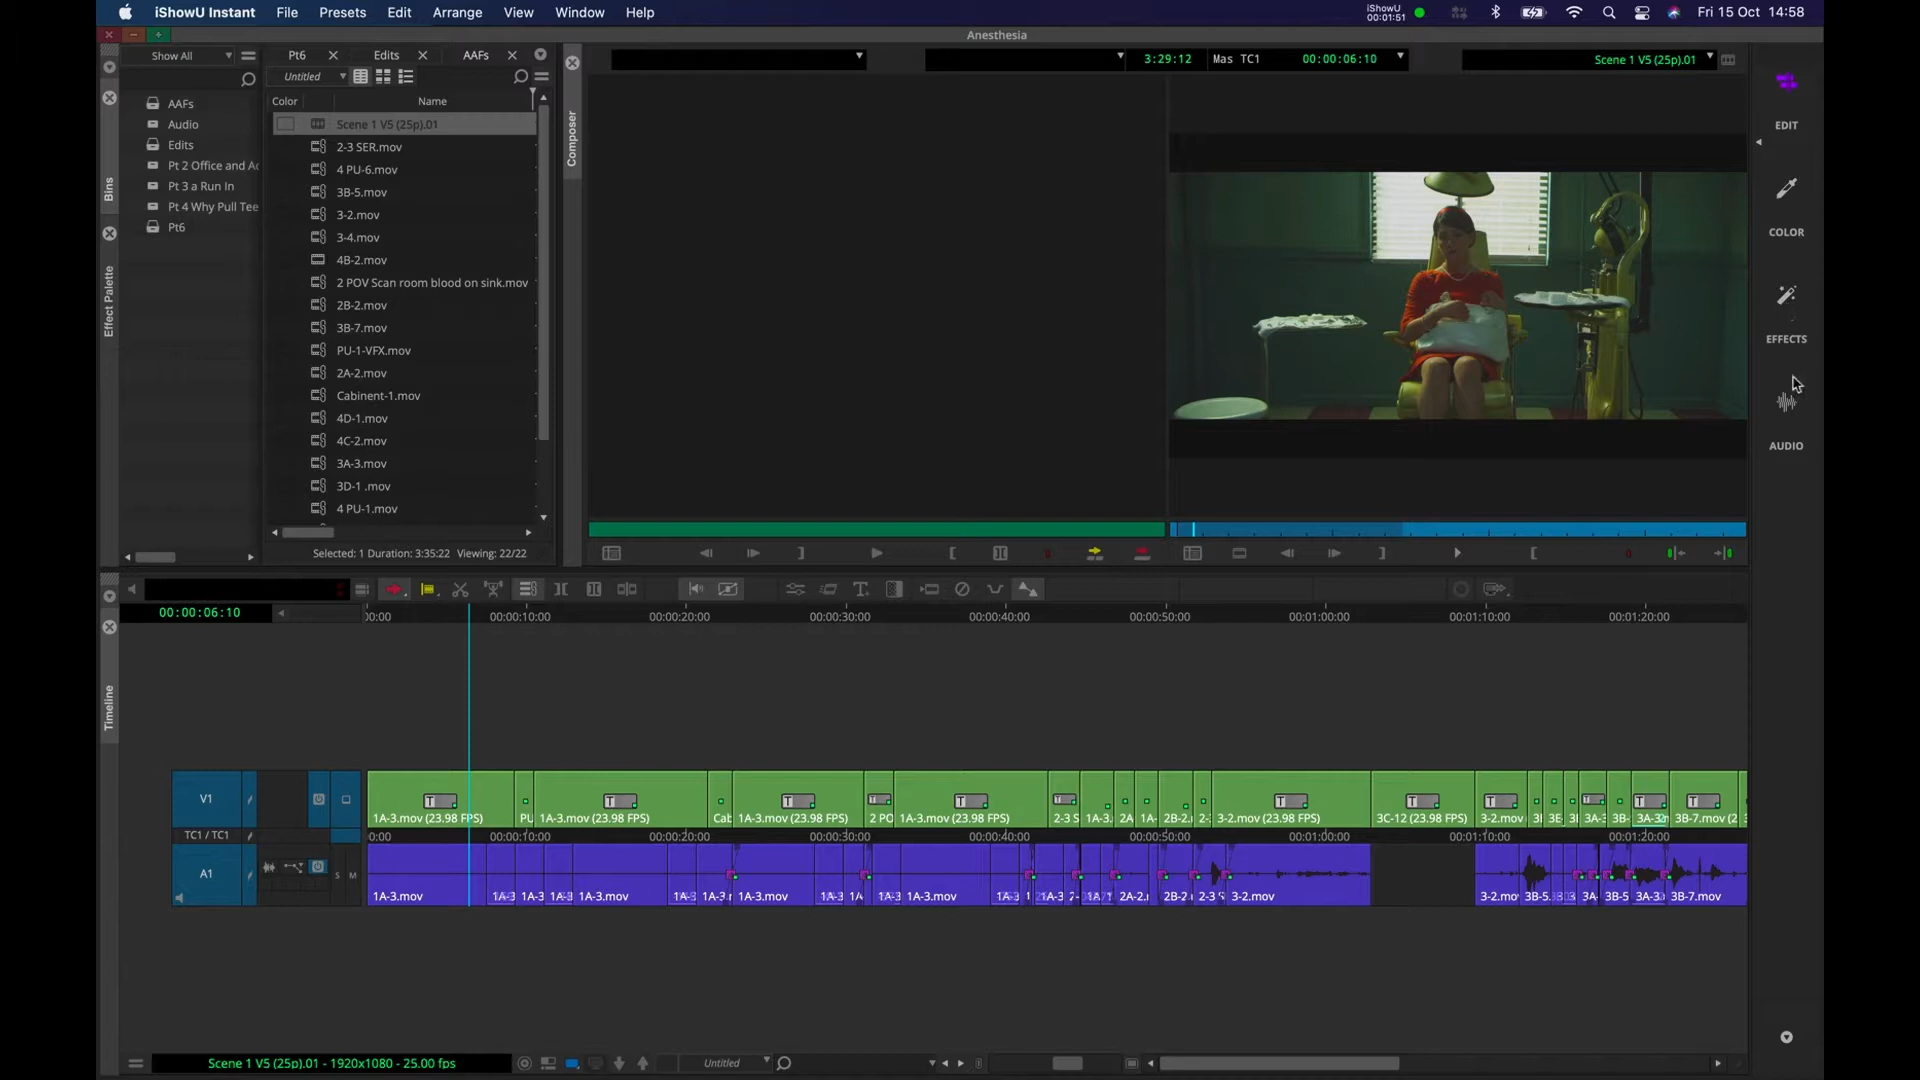 iShowU Instant File Presets Edit Arrange View Window Help
iShowU
00:01:51
Fri 15 Oct 14:58
Anesthesia
Show All
Pt6
Edits
AAFs
3:29:12 Mas TC1 00:00:06:10
Scene 1 V5 (25p).01
Untitled
Color Name
AAFs
Audio
Edits
Pt 2 Office and Ac
Pt 3 a Run In
Pt 4 Why Pull Tee
Pt6
Bins
Effect Palette
Scene 1 V5 (25p).01
2-3 SER.mov
4 PU-6.mov
3B-5.mov
3-2.mov
3-4.mov
4B-2.mov
2 POV Scan room blood on sink.mov
2B-2.mov
3B-7.mov
PU-1-VFX.mov
2A-2.mov
Cabinent-1.mov
4D-1.mov
4C-2.mov
3A-3.mov
3D-1 .mov
4 PU-1.mov
Selected: 1 Duration: 3:35:22 Viewing: 22/22
Composer
EDIT
COLOR
EFFECTS
AUDIO
00:00:06:10
00:00 00:00:10:00 00:00:20:00 00:00:30:00 00:00:40:00 00:00:50:00 00:01:00:00 00:01:10:00 00:01:20:00
Timeline
V1
1A-3.mov (23.98 FPS) PU 1A-3.mov (23.98 FPS) Cab 1A-3.mov (23.98 FPS) 2 PO 1A-3.mov (23.98 FPS) 2-3 S 1A-3. 2A 1A- 2B-2. 2- 3-2.mov (23.98 FPS) 3C-12 (23.98 FPS) 3-2.mov 3A-3 3B- 3B-7.mov (2
TC1 / TC1 0:00 00:00:10:00 00:00:20:00 00:00:30:00 00:00:40:00 00:00:50:00 00:01:00:00 00:01:10:00 00:01:20:00
A1 S M
1A-3.mov 1A-3 1A-3 1A-3 1A-3.mov 1A-3 1A-3.r 1A-3.mov 1A-3 1A 1A-3 1A-3.mov 1A-3 1A-3 2A-2.r 2B-2. 2-3 S 3-2.mov 3-2.mo 3B-5. 3A- 3B-5 3A-3 3B-7.mov
Scene 1 V5 (25p).01 - 1920x1080 - 25.00 fps
Untitled